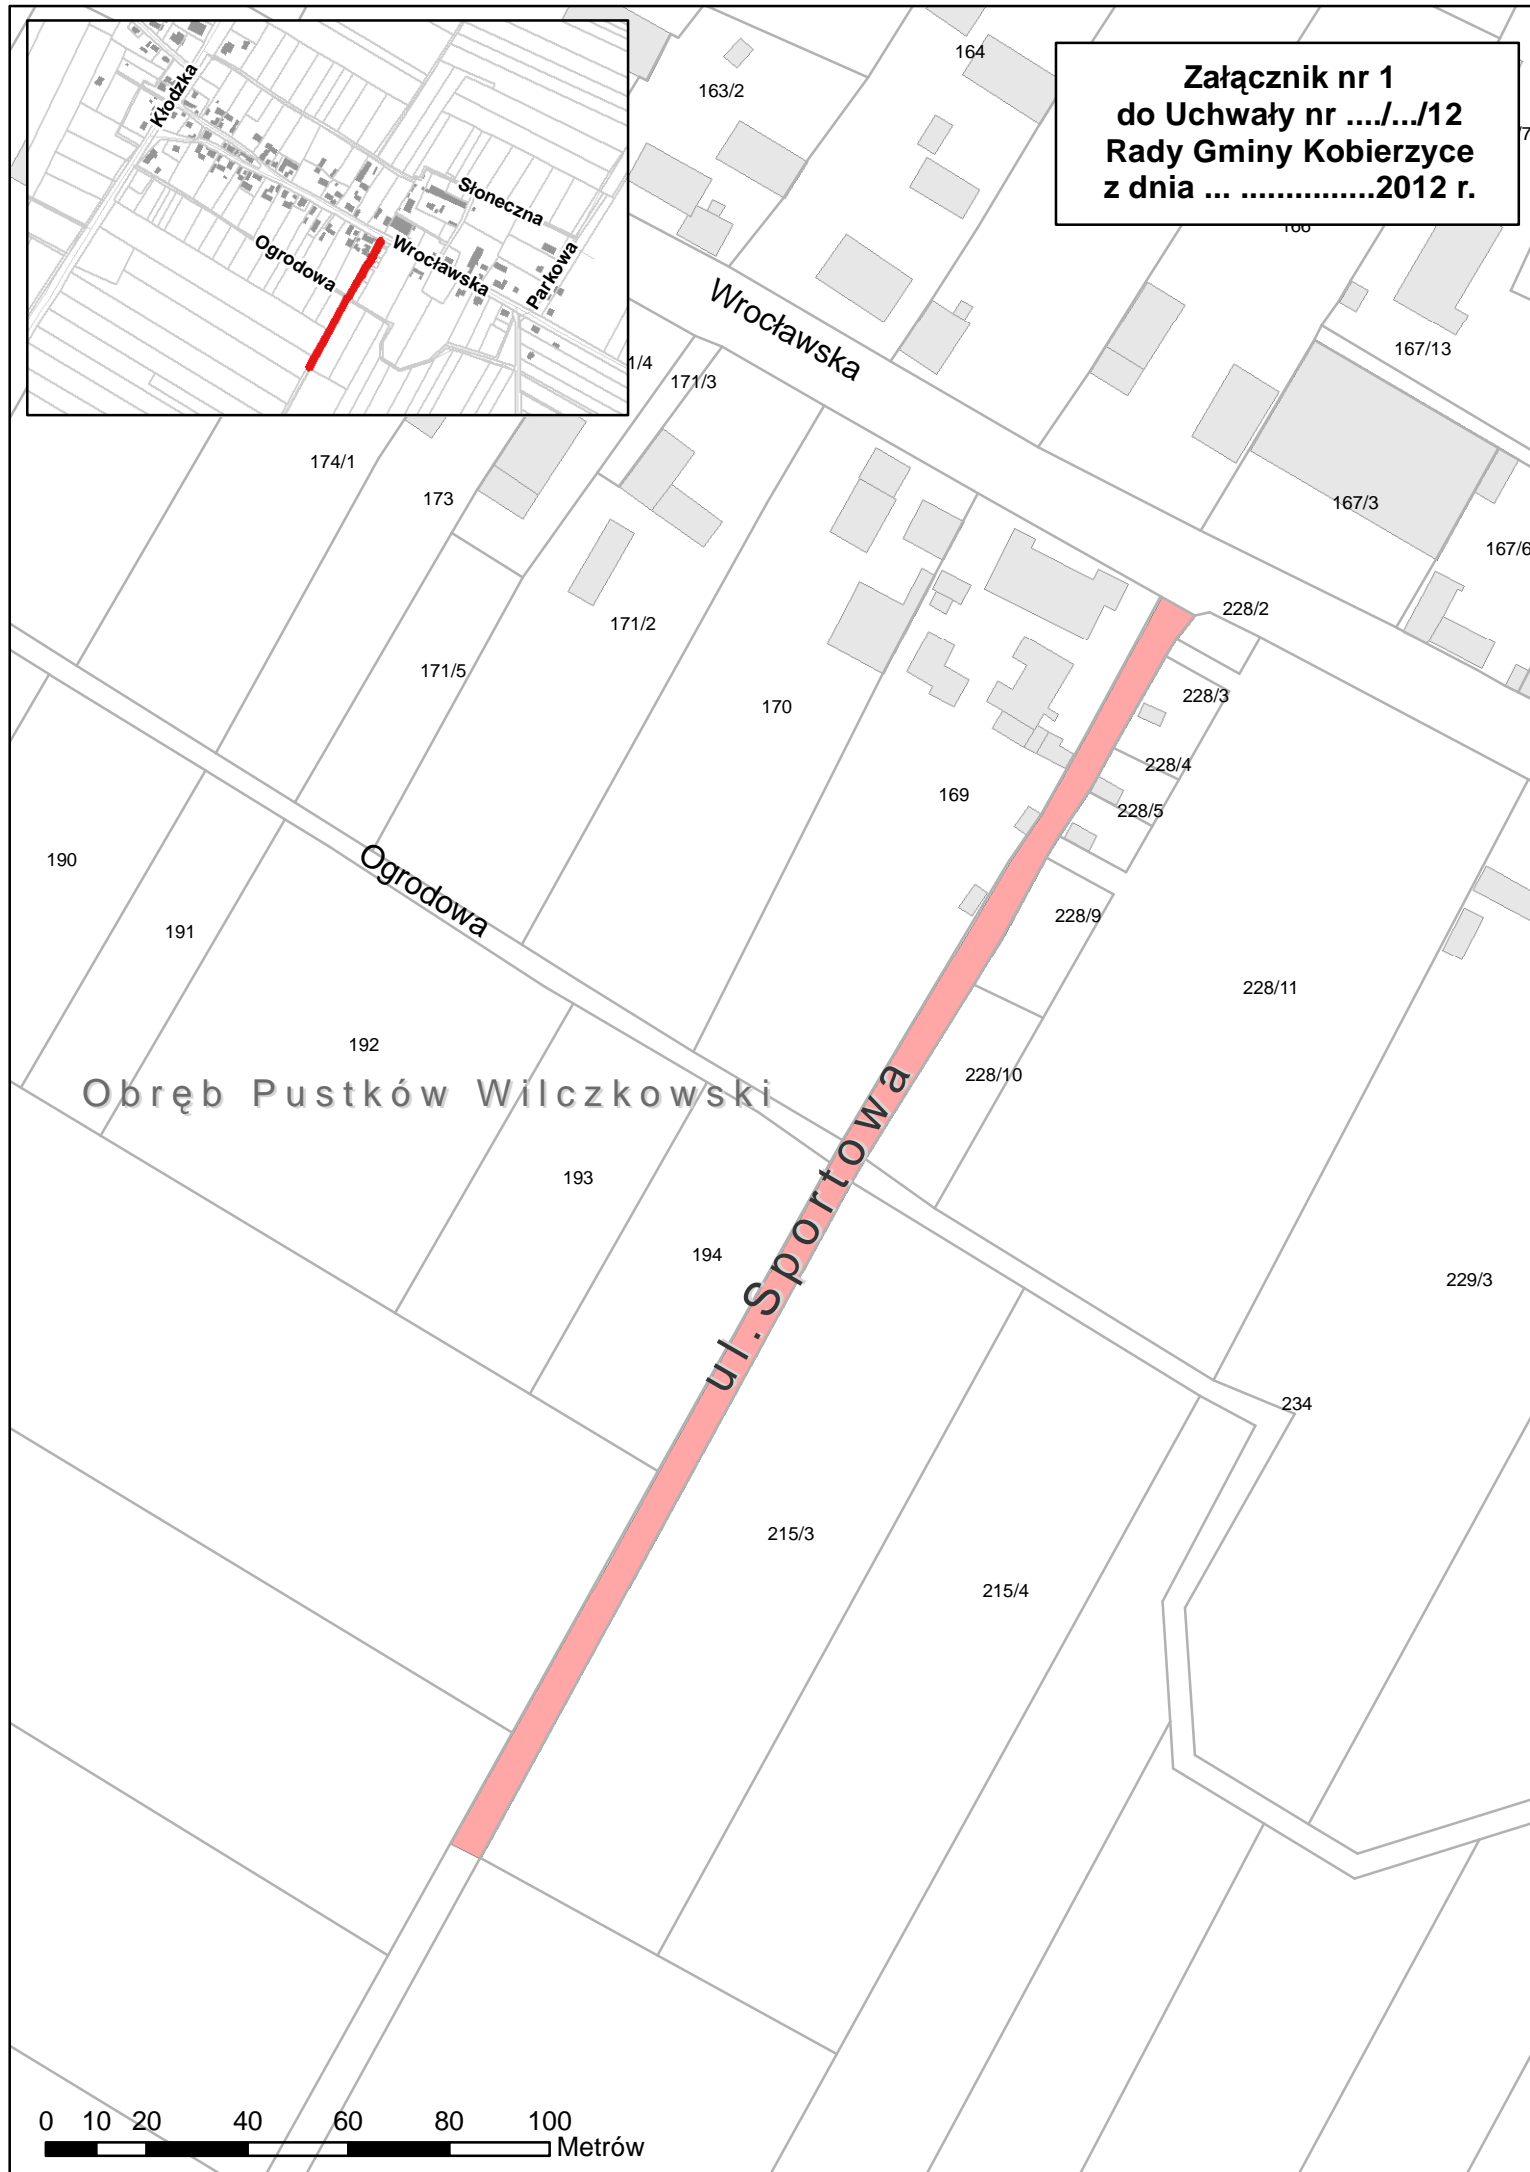 Załącznik nr 1
do Uchwały nr ..../.../12
Rady Gminy Kobierzyce
z dnia ... ...............2012 r.
Kłodzka
Słoneczna
Ogrodowa
Wrocławska
Parkowa
163/2
164
166
/7
Wrocławska
167/13
1/4
171/3
174/1
173
167/3
167/6
228/2
171/2
171/5
228/3
170
228/4
169
228/5
190
Ogrodowa
228/9
191
228/11
192
228/10
Obręb Pustków Wilczkowski
193
ul.Sportowa
194
229/3
234
215/3
215/4
0 10 20 40 60 80 100
Metrów